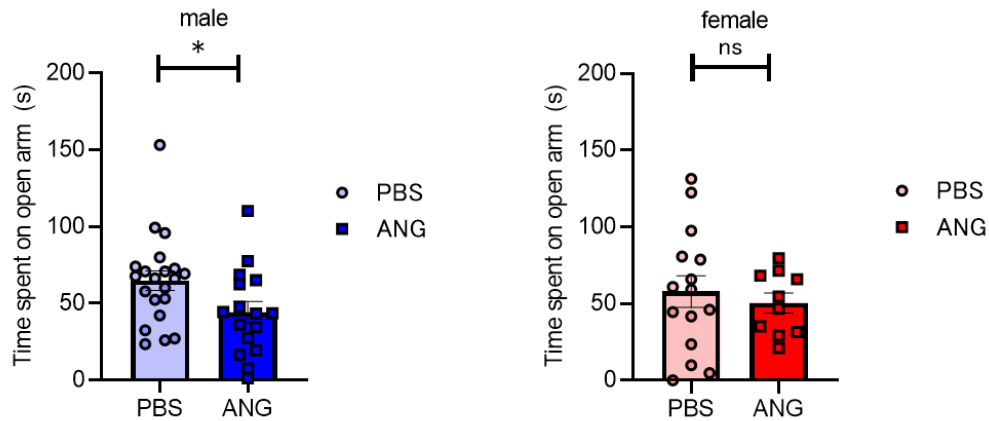 male
*
Time spent on open arm (s)
200
150
100
50
0
PBS
ANG
PBS
ANG
female
ns
Time spent on open arm (s)
200
150
100
50
0
PBS
ANG
PBS
ANG